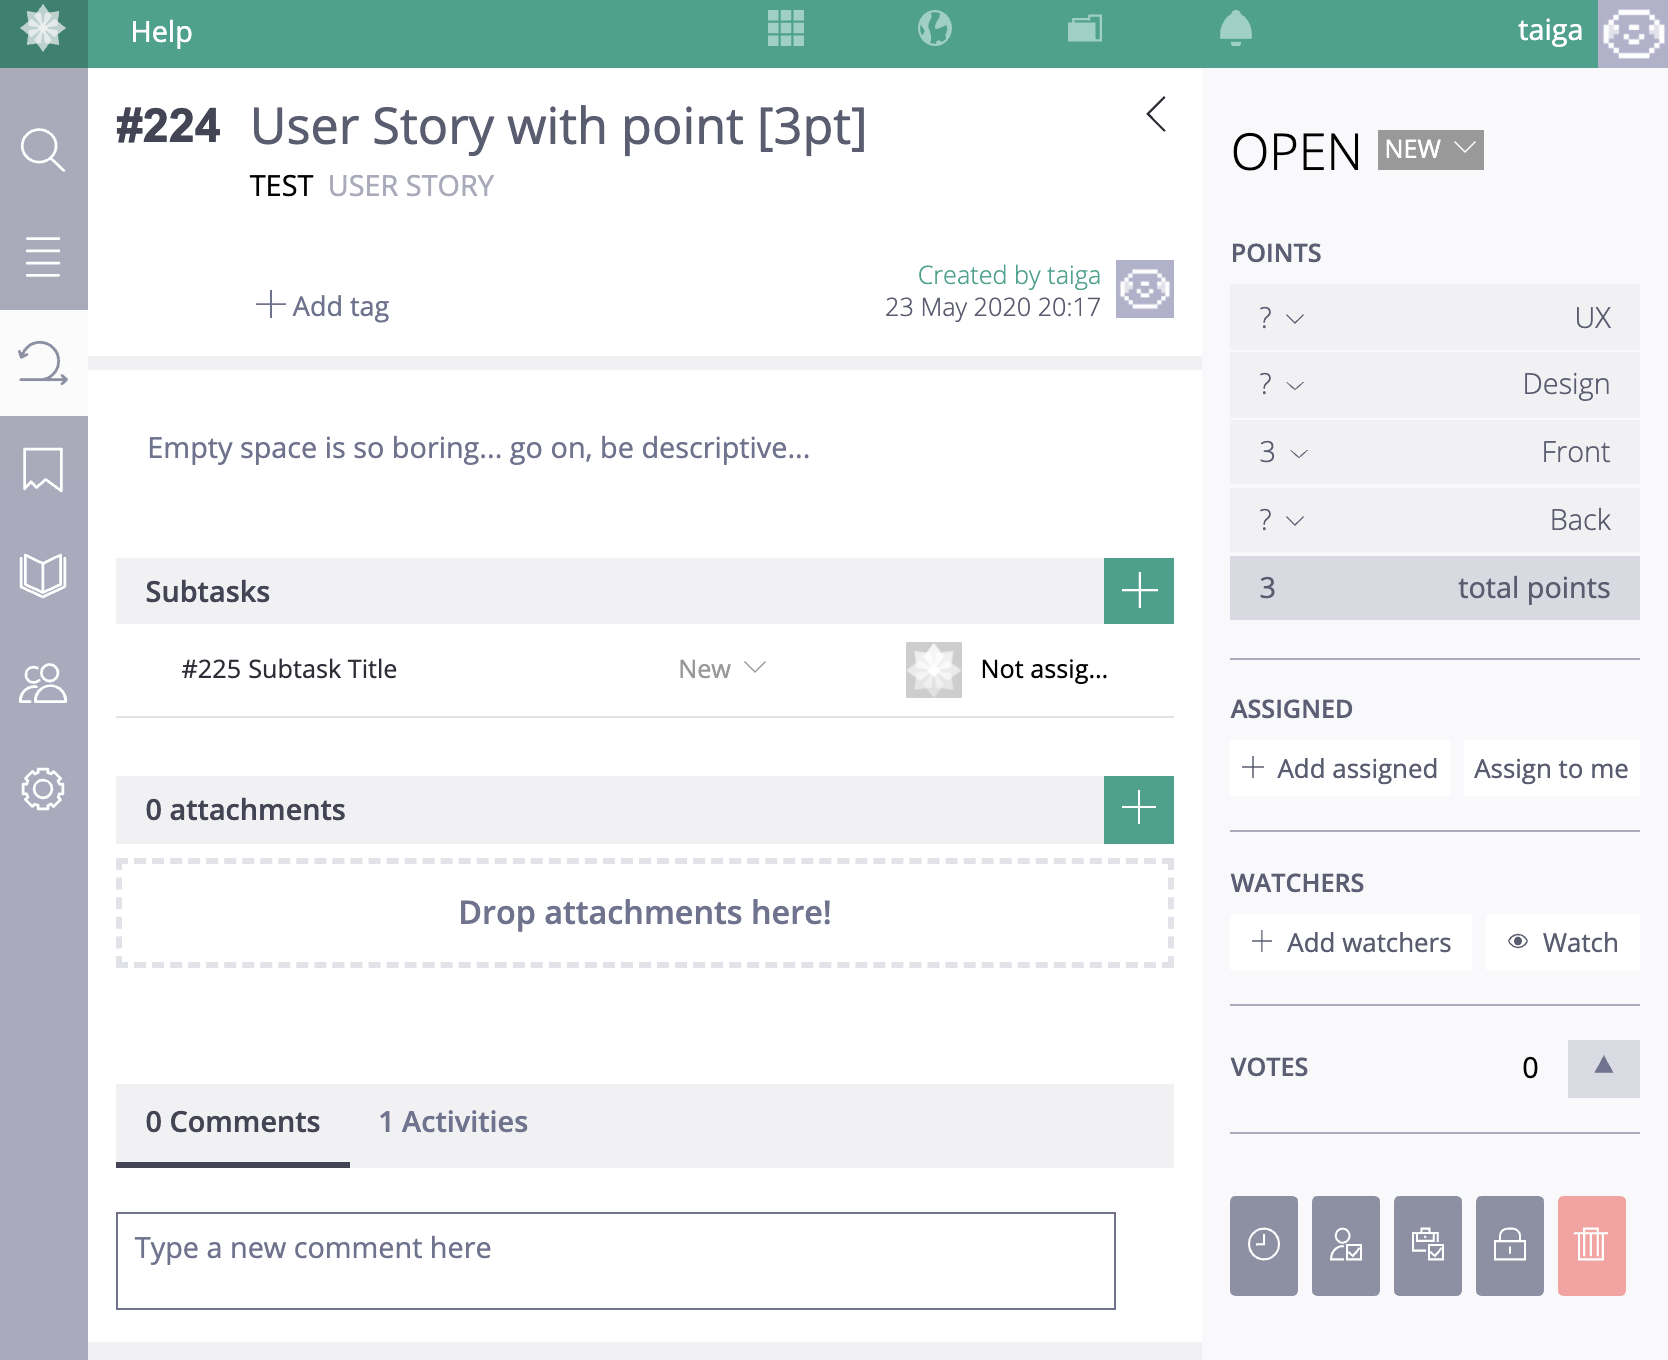 Help
taiga
#224 User Story with point [3pt]
TEST USER STORY
Add tag
Created by taiga
23 May 2020 20:17
Empty space is so boring... go on, be descriptive...
Subtasks
#225 Subtask Title New Not assig...
0 attachments
Drop attachments here!
0 Comments 1 Activities
Type a new comment here
OPEN NEW
POINTS
? UX
? Design
3 Front
? Back
3 total points
ASSIGNED
Add assigned Assign to me
WATCHERS
Add watchers Watch
VOTES 0